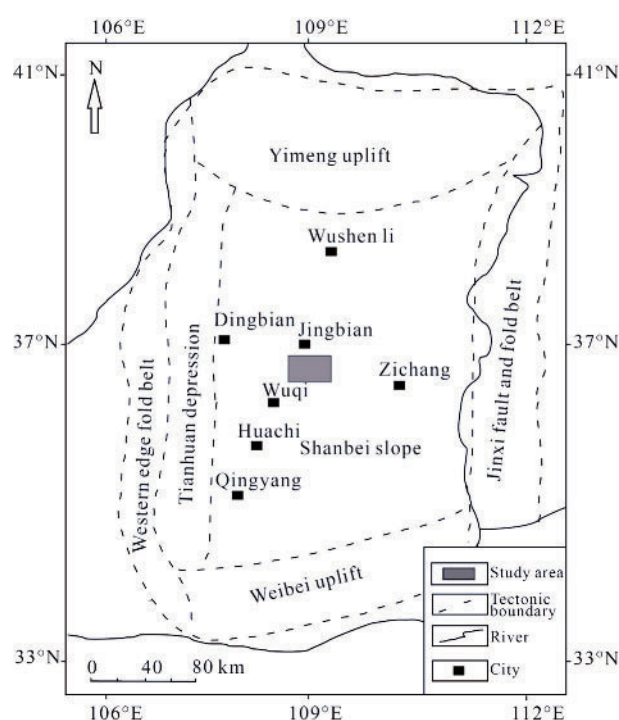 106°E 109°E 112°E
41°N 41°N
N
Yimeng uplift
Wushen li
Dingbian
Jingbian
37°N 37°N
Zichang
Wuqi
Huachi
Shanbei slope
Qingyang
Western edge fold belt
Tianhuan depression
Jinxi fault and fold belt
Weibei uplift
Study area
Tectonic
boundary
River
City
33°N 33°N
0 40 80 km
106°E 109°E 112°E